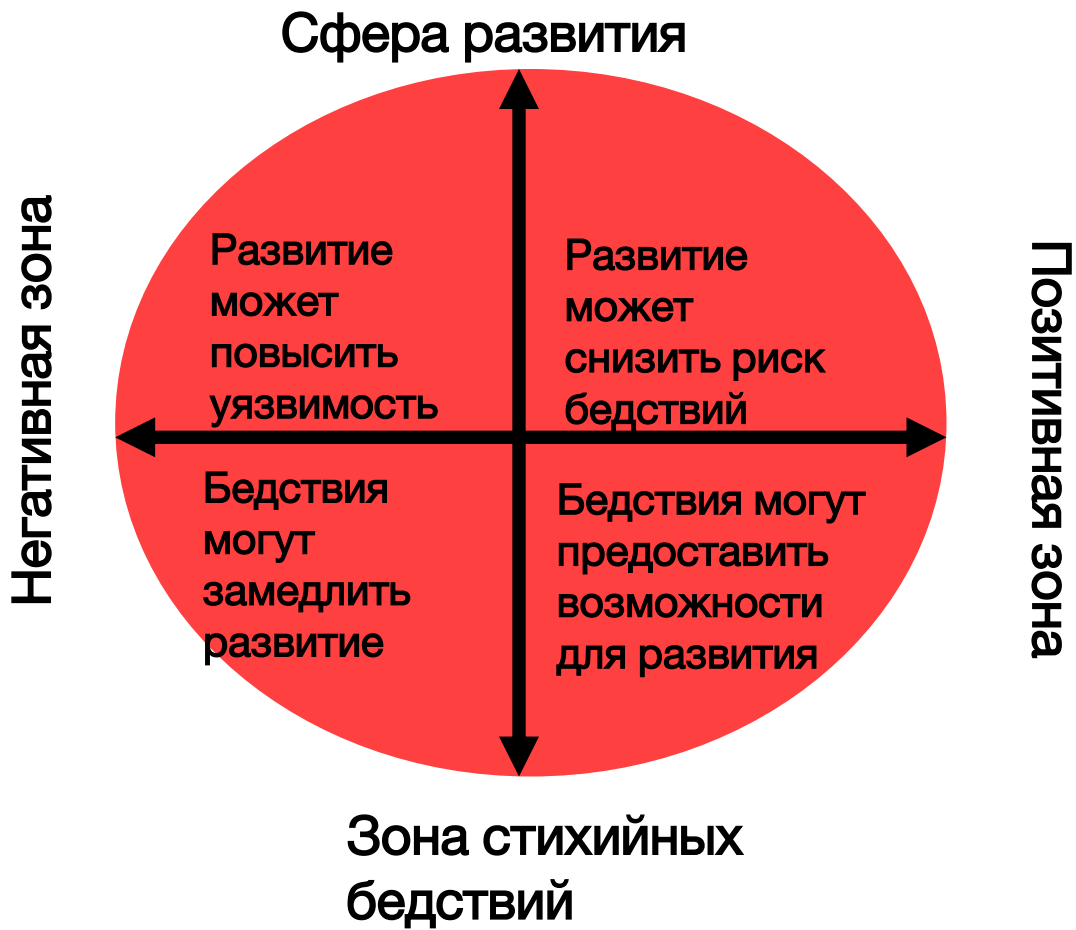 Сфера развития
Негативная зона
Развитие
может
повысить
уязвимость
Развитие
может
снизить риск
бедствий
Бедствия
могут
замедлить
развитие
Бедствия могут
предоставить
возможности
для развития
Позитивная зона
Зона стихийных
бедствий